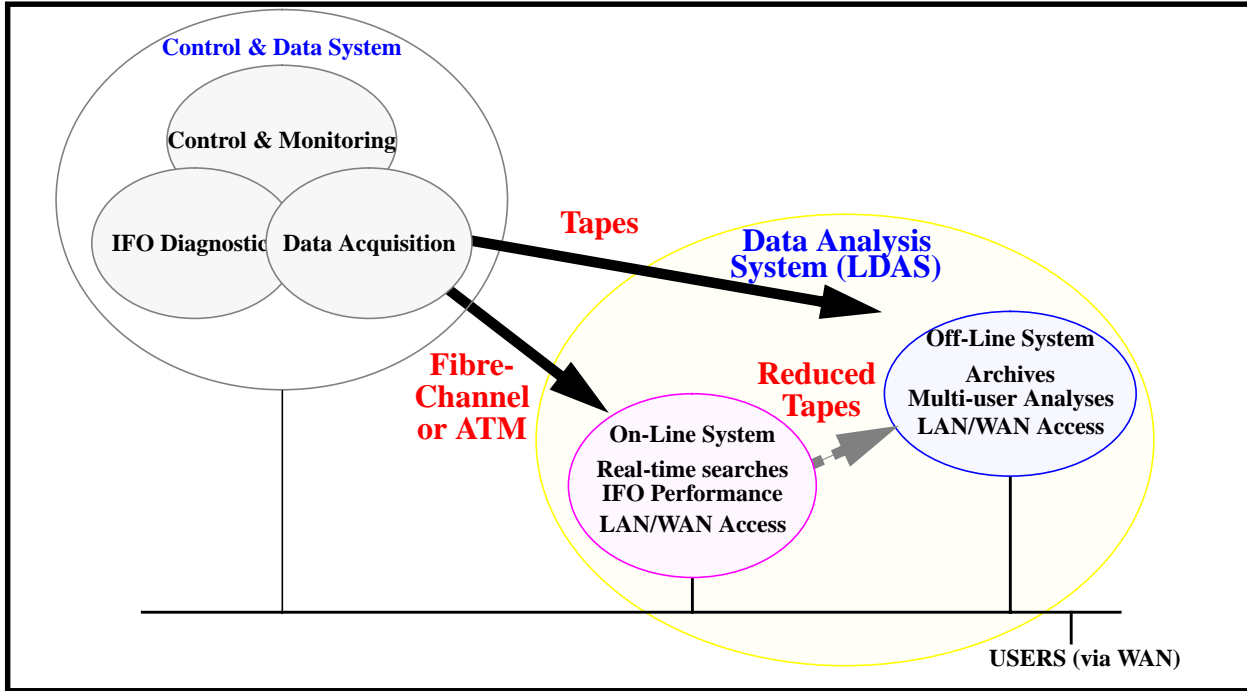 Control & Data System
Control & Monitoring
IFO Diagnostic
Data Acquisition
Tapes
Data Analysis
System (LDAS)
Fibre-
Channel
or ATM
Reduced
Tapes
Off-Line System
Archives
Multi-user Analyses
LAN/WAN Access
On-Line System
Real-time searches
IFO Performance
LAN/WAN Access
USERS (via WAN)